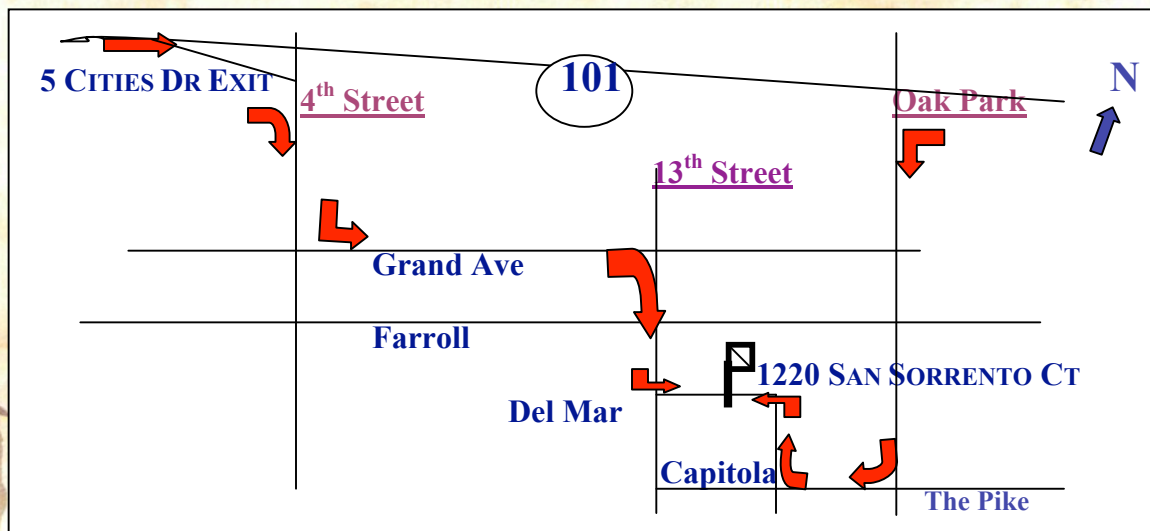 5 CITIES DR EXIT
4th Street
101
Oak Park
N
13th Street
Grand Ave
Farroll
1220 SAN SORRENTO CT
Del Mar
Capitola
The Pike